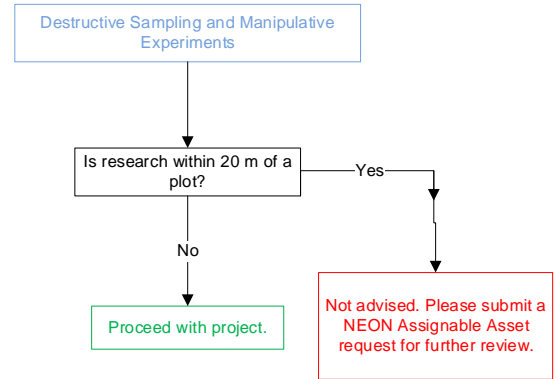 Destructive Sampling and Manipulative
Experiments
Is research within 20 m of a
plot?
Yes
No
Proceed with project.
Not advised. Please submit a
NEON Assignable Asset
request for further review.